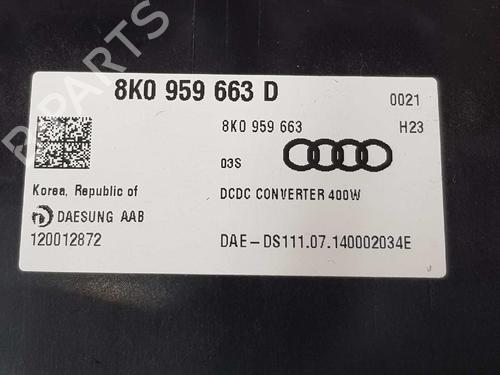 8K0 959 663 D
0021
8K0 959 663 H23
03S
Korea, Republic of DCDC CONVERTER 400W
DAESUNG AAB
120012872 DAE-DS111.07.140002034E